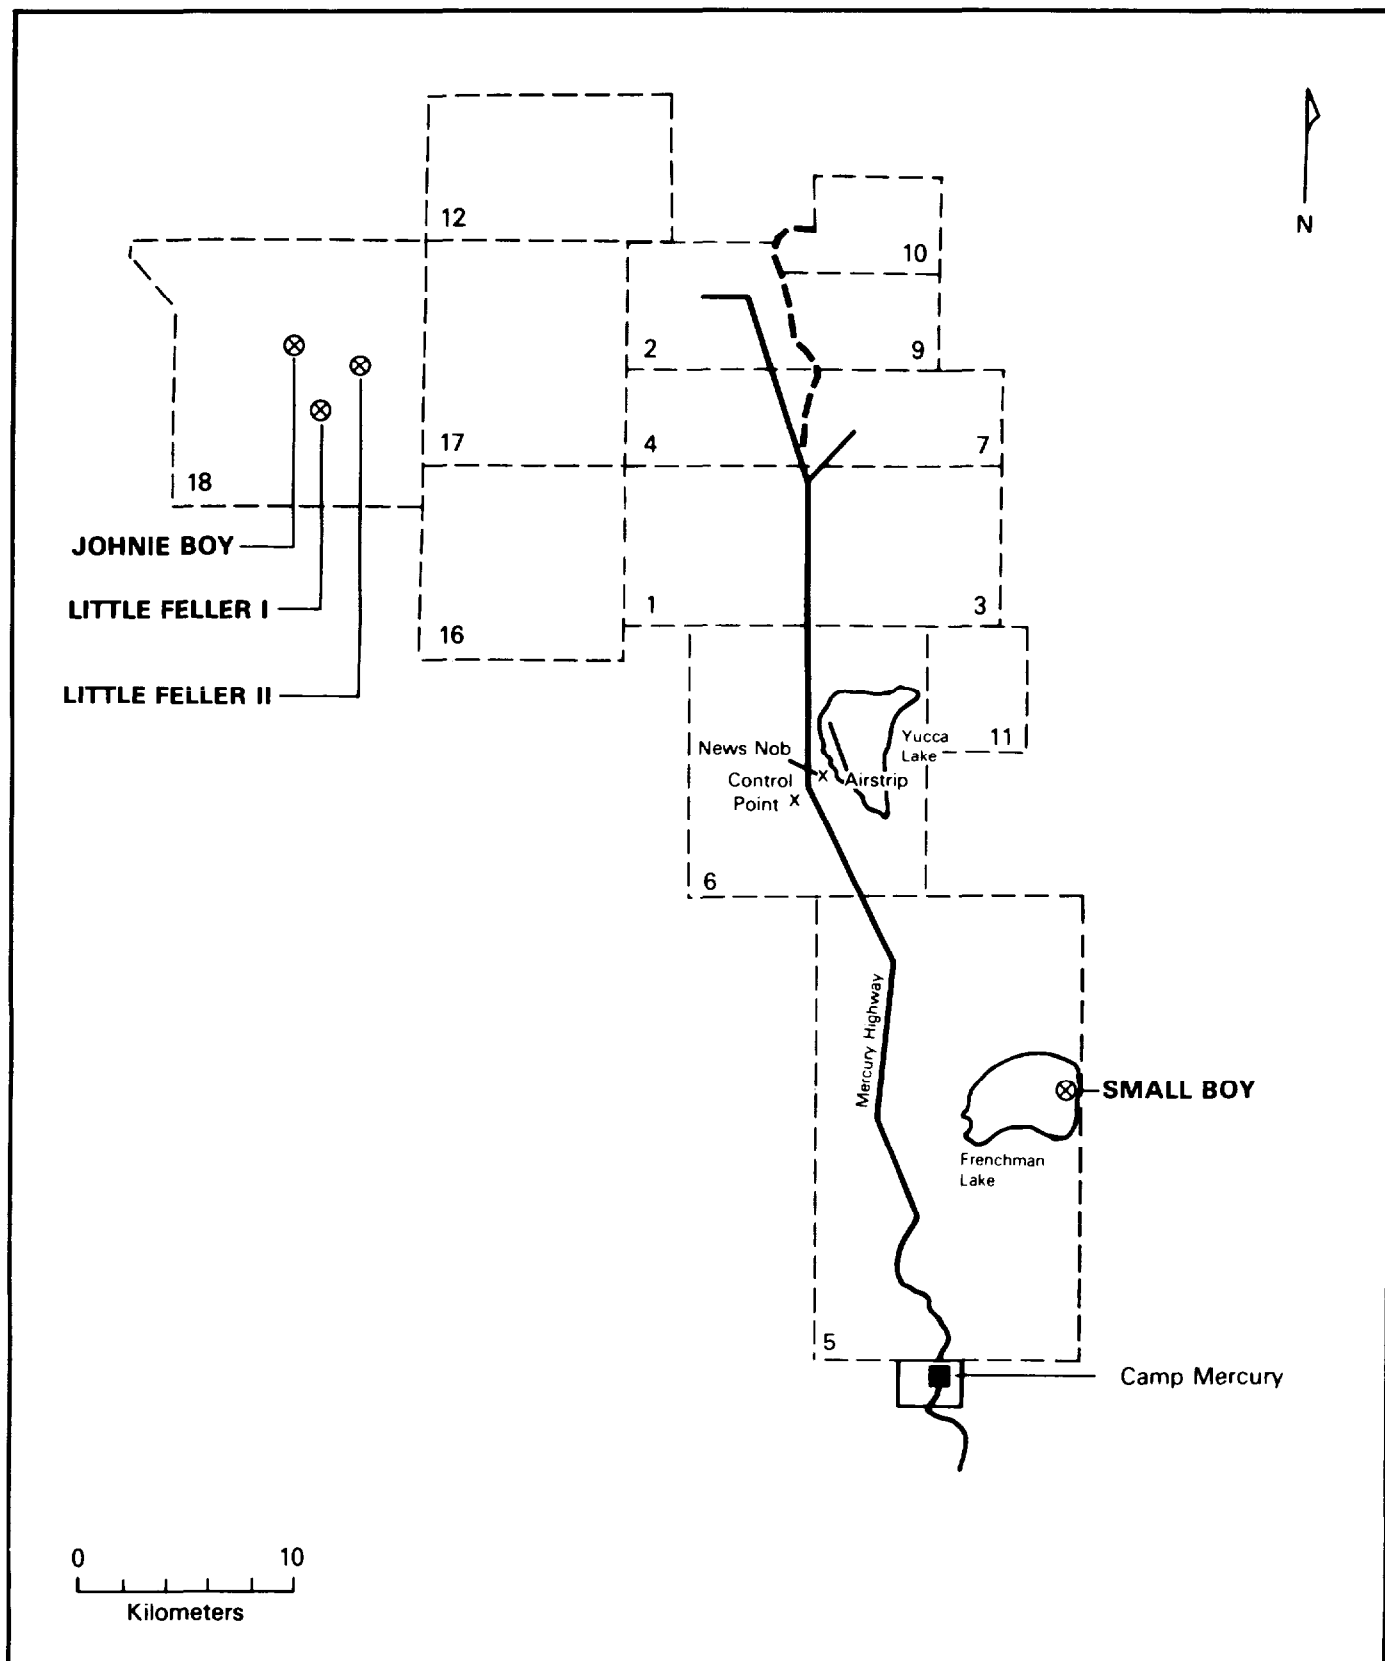 N
12
10
2
9
17
4
7
18
JOHNIE BOY
LITTLE FELLER I
1
3
16
LITTLE FELLER II
News Nob
Yucca
Lake
11
Control
Point
x
x
Airstrip
6
Mercury Highway
SMALL BOY
Frenchman
Lake
5
Camp Mercury
0 10
Kilometers